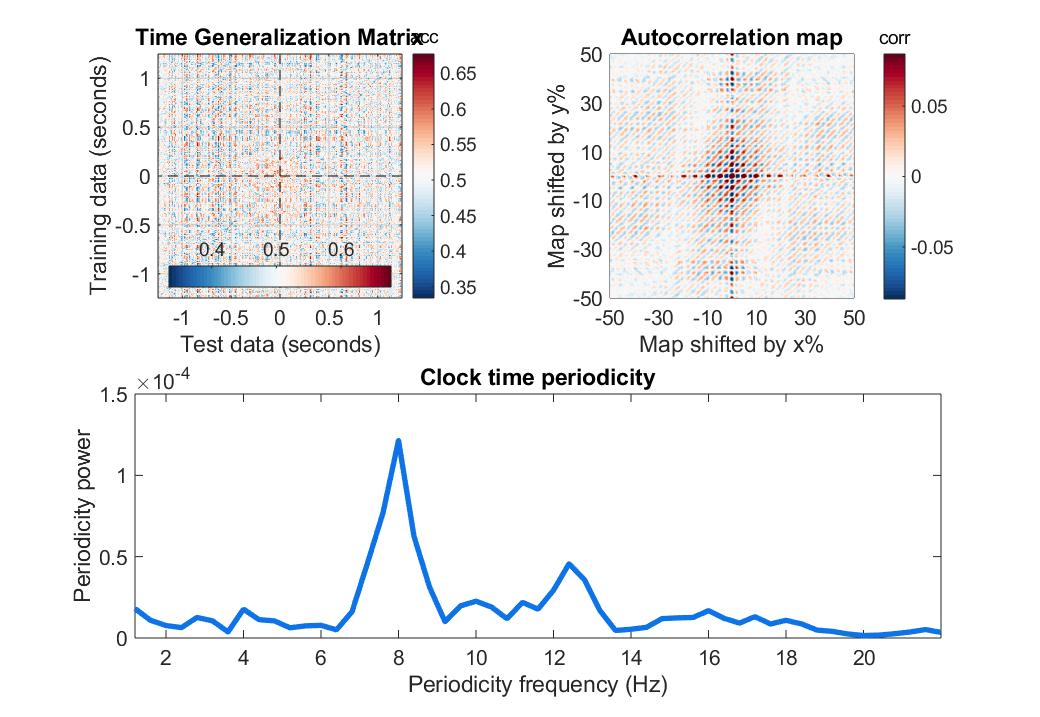 Time Generalization Matrix
acc
Training data (seconds)
1
0.5
0
-0.5
-1
0.4 0.5 0.6
-1 -0.5 0 0.5 1
Test data (seconds)
0.65
0.6
0.55
0.5
0.45
0.4
0.35
Autocorrelation map
corr
Map shifted by y%
50
30
10
-10
-30
-50
-50 -30 -10 10 30 50
Map shifted by x%
0.05
0
-0.05
Clock time periodicity
×10-4
Periodicity power
1.5
1
0.5
0
2 4 6 8 10 12 14 16 18 20
Periodicity frequency (Hz)